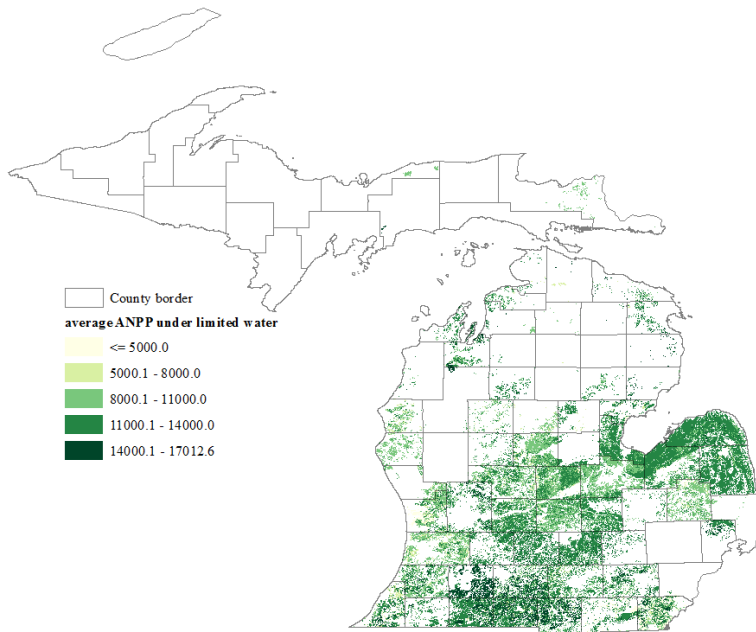 County border
average ANPP under limited water
<= 5000.0
5000.1 - 8000.0
8000.1 - 11000.0
11000.1 - 14000.0
14000.1 - 17012.6